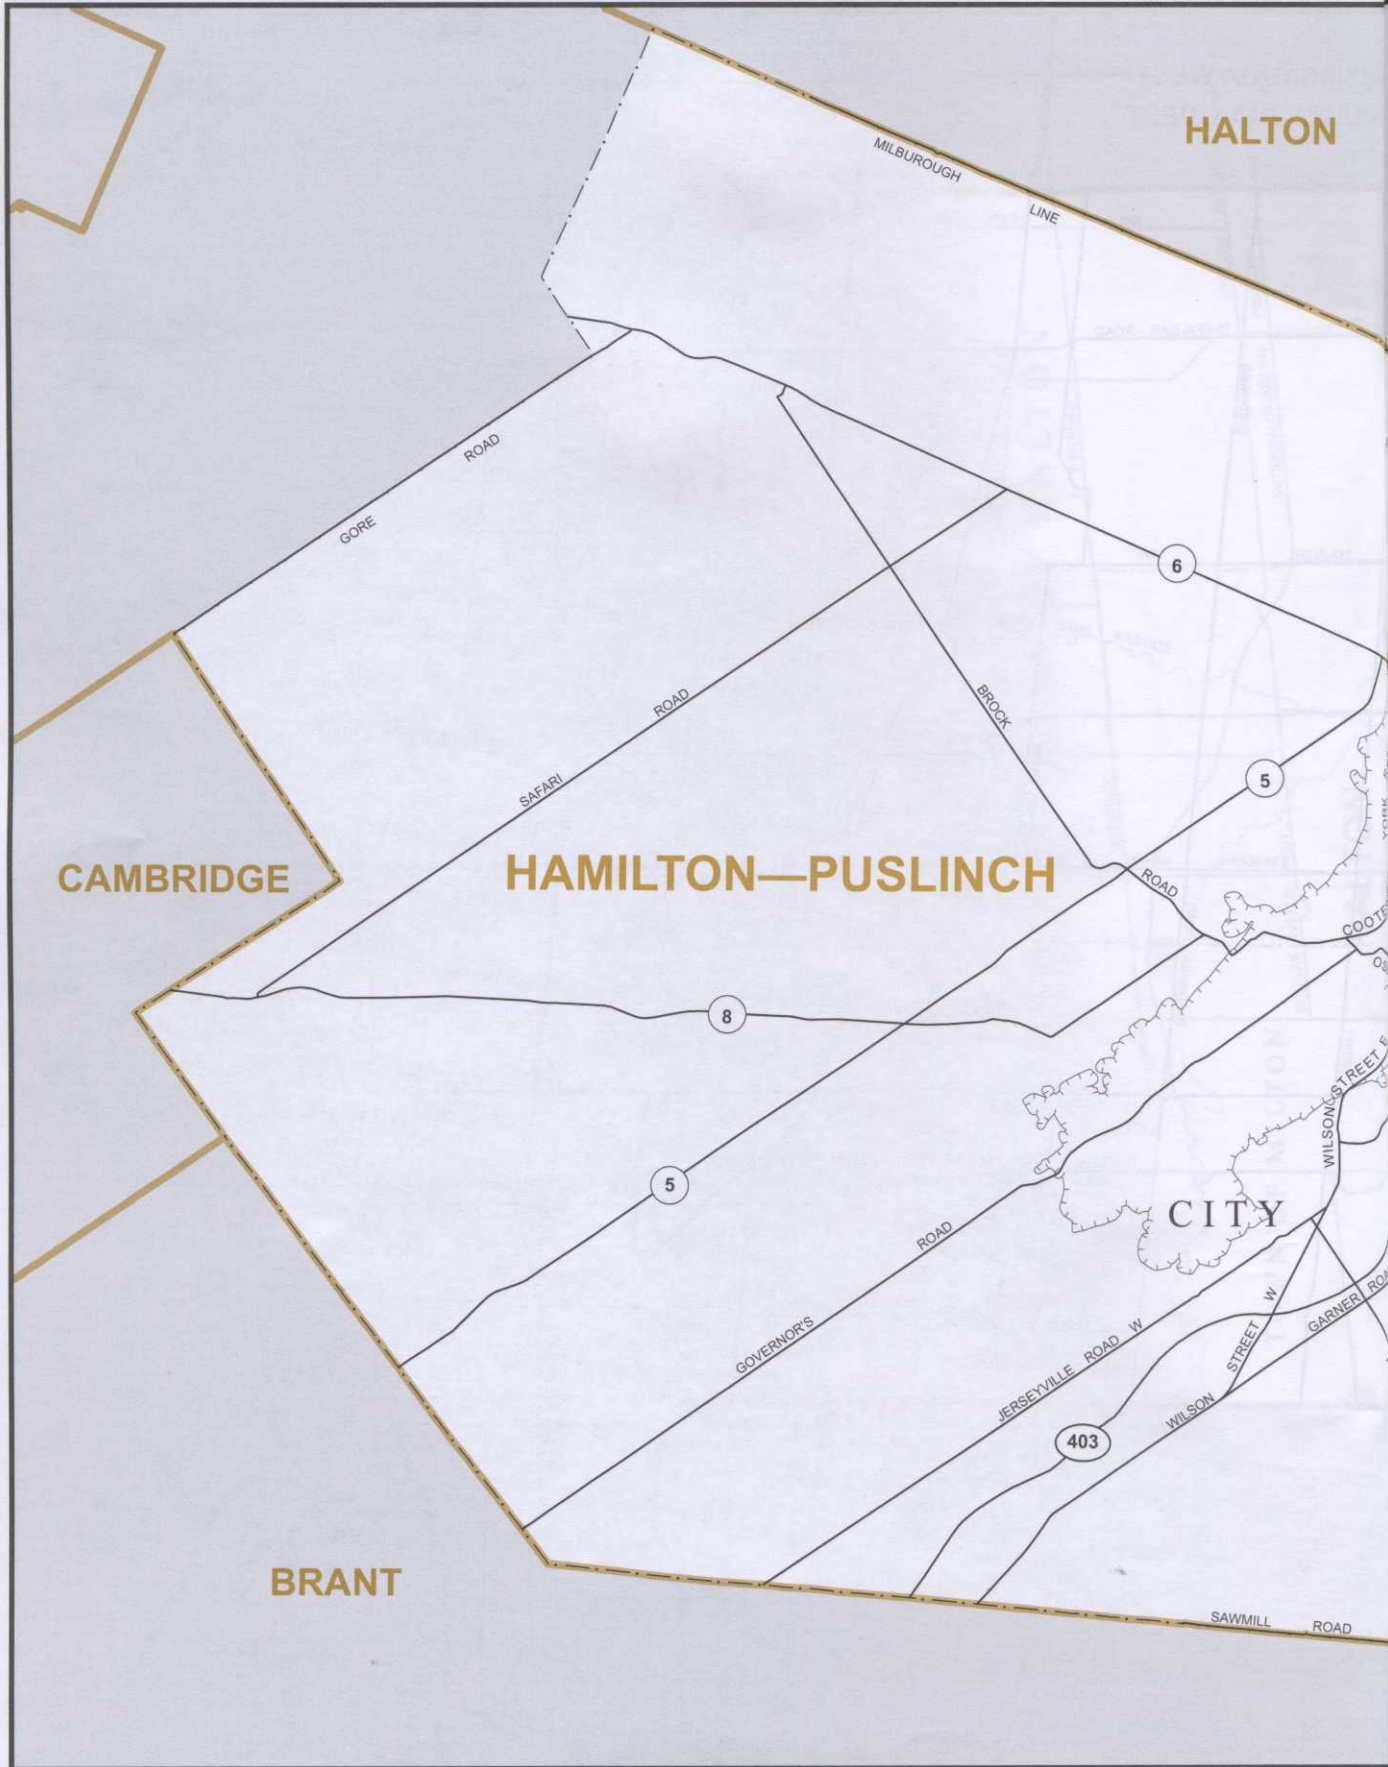 HALTON
MILBUROUGH
LINE
ROAD
GORE
6
ROAD
BROCK
SAFARI
5
CAMBRIDGE
HAMILTON—PUSLINCH
ROAD
8
STREET
WILSON
5
CITY
ROAD
GOVERNOR'S
STREET W
GARNER
JERSEYVILLE ROAD W
WILSON
403
BRANT
SAWMILL ROAD